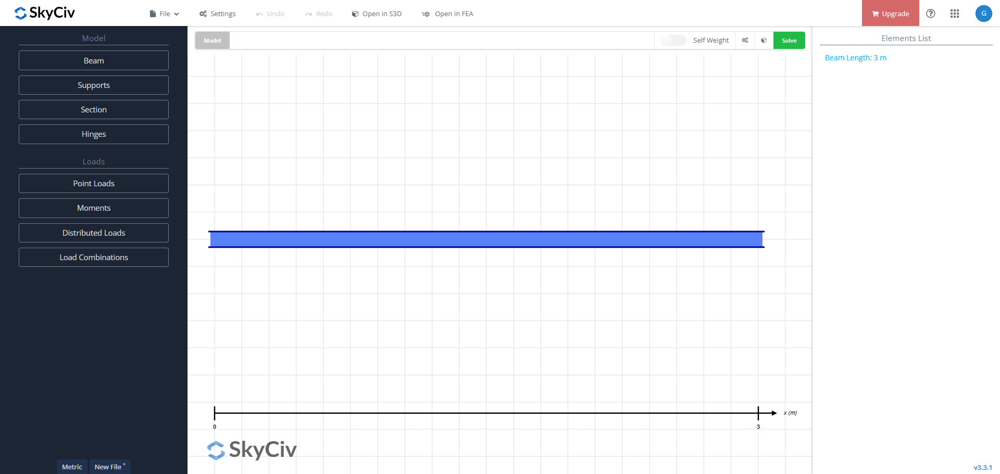 SkyCiv File Settings Undo Redo Open in S3D Open in FEA Upgrade G
Model
Beam
Supports
Section
Hinges
Loads
Point Loads
Moments
Distributed Loads
Load Combinations
Metric New File *
Model Self Weight Solve
x (m)
0 3
SkyCiv
Elements List
Beam Length: 3 m
v3.3.1